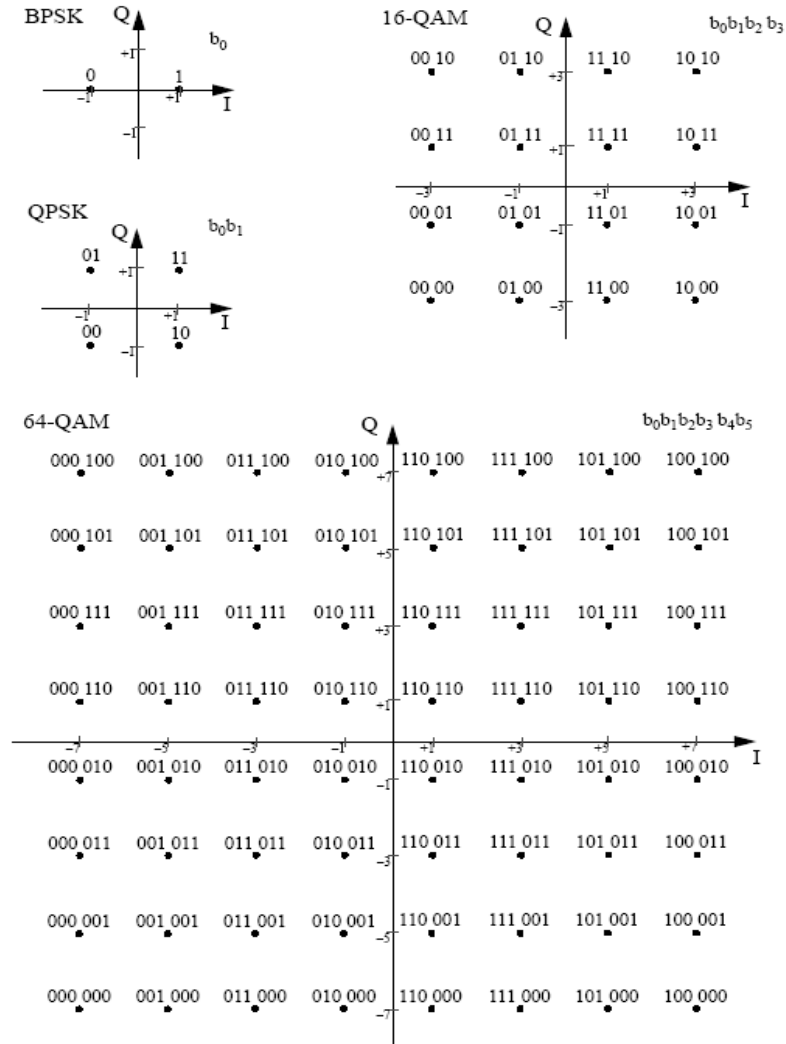 BPSK
Q
b0
+1
0 1
–1 +1
I
–1
QPSK
Q
b0b1
01 11
+1
–1 +1
I
00 10
–1
16-QAM
Q
b0b1b2 b3
00 10 01 10 11 10 10 10
+3
00 11 01 11 11 11 10 11
+1
–3 –1 +1 +3
I
00 01 01 01 11 01 10 01
–1
00 00 01 00 11 00 10 00
–3
64-QAM
Q
b0b1b2b3 b4b5
000 100 001 100 011 100 010 100 110 100 111 100 101 100 100 100
+7
000 101 001 101 011 101 010 101 110 101 111 101 101 101 100 101
+5
000 111 001 111 011 111 010 111 110 111 111 111 101 111 100 111
+3
000 110 001 110 011 110 010 110 110 110 111 110 101 110 100 110
+1
–7 –5 –3 –1 +1 +3 +5 +7
I
000 010 001 010 011 010 010 010 110 010 111 010 101 010 100 010
–1
000 011 001 011 011 011 010 011 110 011 111 011 101 011 100 011
–3
000 001 001 001 011 001 010 001 110 001 111 001 101 001 100 001
–5
000 000 001 000 011 000 010 000 110 000 111 000 101 000 100 000
–7